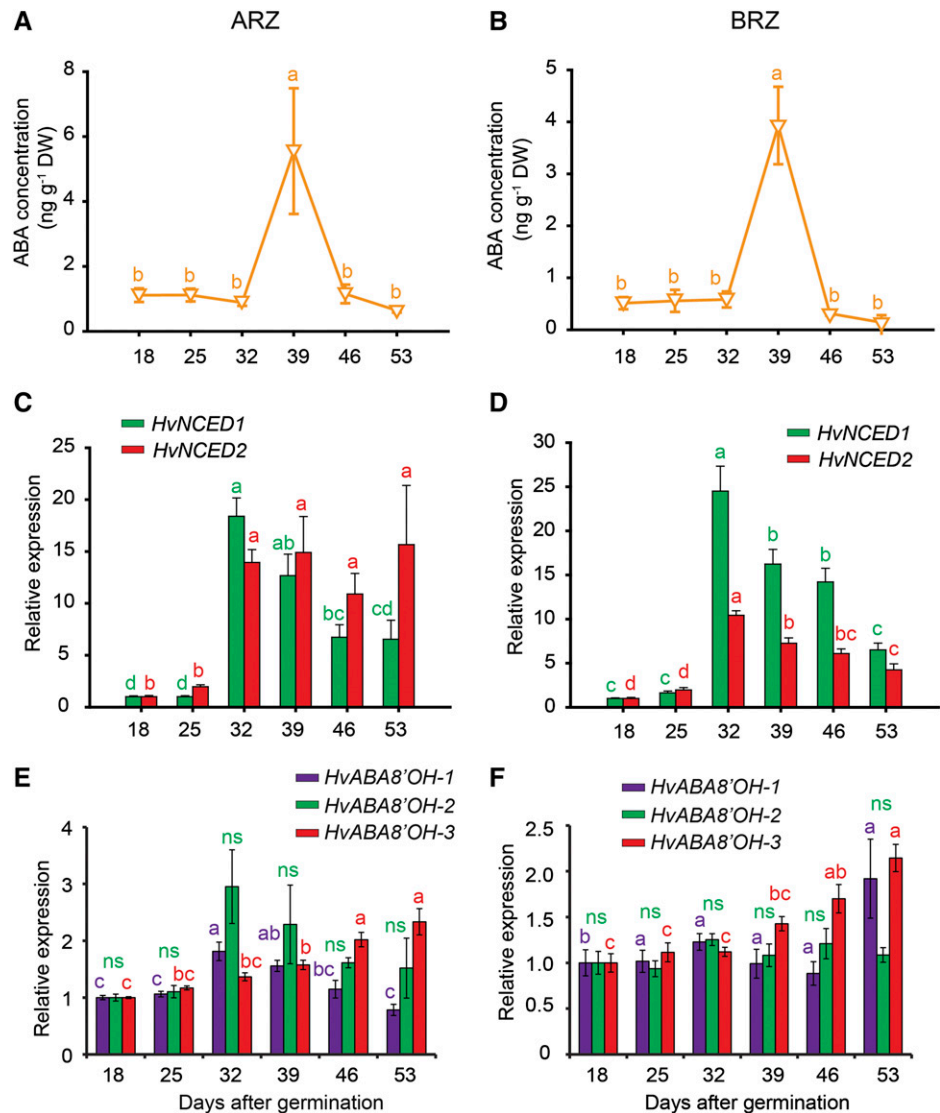 A ARZ
ABA concentration
(ng g-1 DW)
8
6
4
2
0
b b b a b b
18 25 32 39 46 53
B BRZ
ABA concentration
(ng g-1 DW)
5
4
3
2
1
0
b b b a b b
18 25 32 39 46 53
C
HvNCED1
HvNCED2
Relative expression
25
20
15
10
5
0
d b d b a a ab a bc a cd a
18 25 32 39 46 53
D
HvNCED1
HvNCED2
Relative expression
30
25
20
15
10
5
0
c d c d a a b b b bc c c
18 25 32 39 46 53
E
HvABA8'OH-1
HvABA8'OH-2
HvABA8'OH-3
Relative expression
4
3
2
1
0
c ns c c ns bc a ns bc ab ns b bc ns a c ns a
18 25 32 39 46 53
Days after germination
F
HvABA8'OH-1
HvABA8'OH-2
HvABA8'OH-3
Relative expression
2.5
2.0
1.5
1.0
0.5
0.0
b ns c a ns c a ns c a ns bc a ns ab a ns a
18 25 32 39 46 53
Days after germination